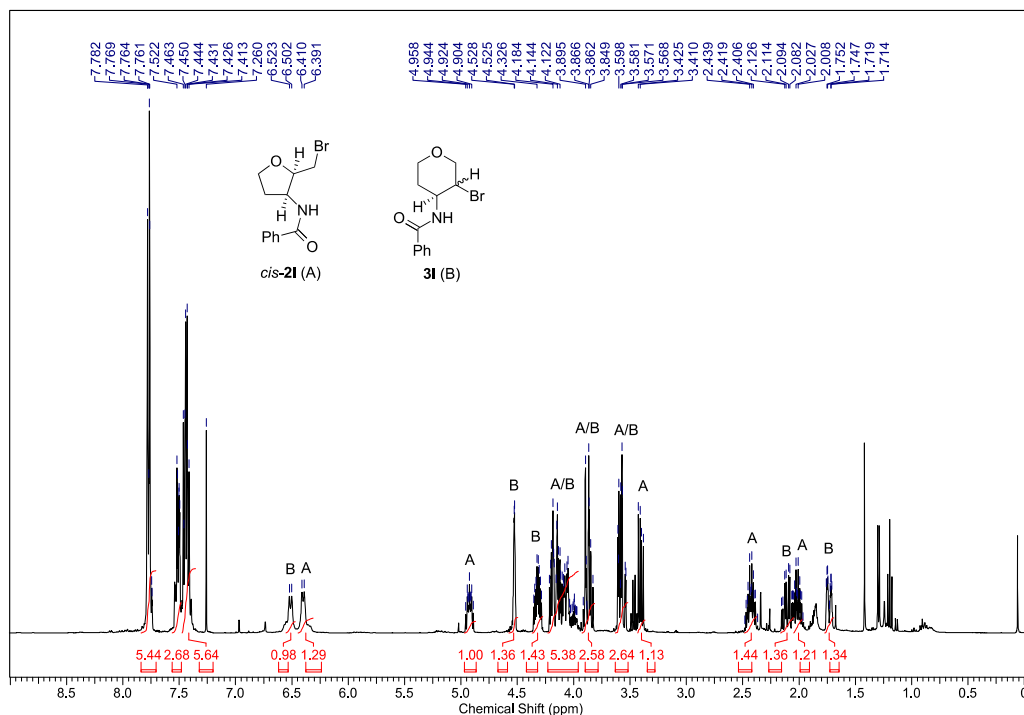 7.782 7.769 7.764 7.761 7.522 7.463 7.450 7.444 7.431 7.426 7.413 7.260 6.523 6.502 6.410 6.391 4.958 4.944 4.924 4.904 4.528 4.525 4.326 4.184 4.144 4.122 3.895 3.866 3.862 3.849 3.598 3.581 3.571 3.568 3.425 3.410 2.439 2.419 2.406 2.126 2.114 2.094 2.082 2.027 2.008 1.752 1.747 1.719 1.714
Br
O H
H NH
Ph O
cis-2l (A)
O
H
Br
H NH
O
Ph
3l (B)
A/B A/B
B A/B A
B A B A B
B A A
5.44 2.68 5.64 0.98 1.29 1.00 1.36 1.43 5.38 2.58 2.64 1.13 1.44 1.36 1.21 1.34
8.5 8.0 7.5 7.0 6.5 6.0 5.5 5.0 4.5 4.0 3.5 3.0 2.5 2.0 1.5 1.0 0.5 0
Chemical Shift (ppm)